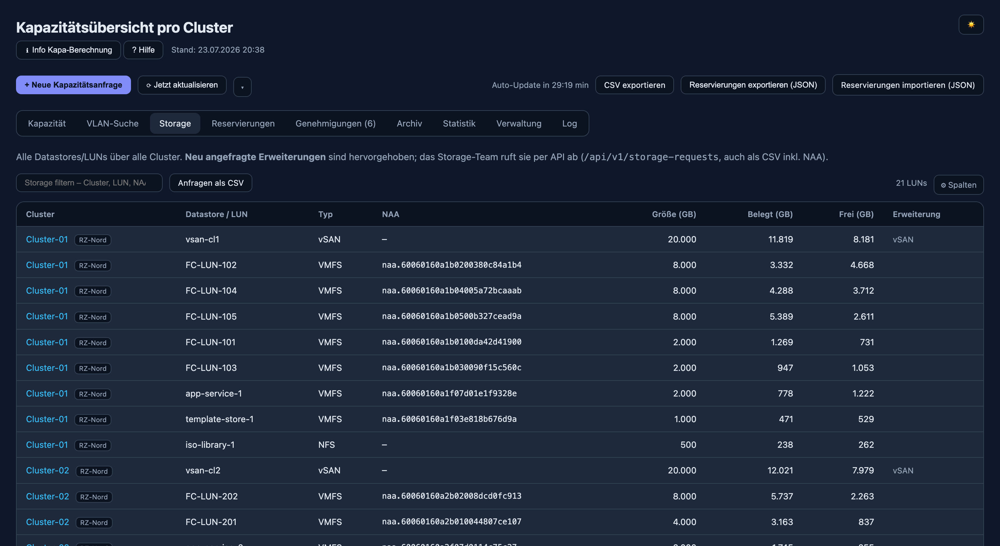 Kapazitätsübersicht pro Cluster
☀️
i Info Kapa-Berechnung ? Hilfe Stand: 23.07.2026 20:38
+ Neue Kapazitätsanfrage ⟳ Jetzt aktualisieren ▾ Auto-Update in 29:19 min CSV exportieren Reservierungen exportieren (JSON) Reservierungen importieren (JSON)
Kapazität VLAN-Suche Storage Reservierungen Genehmigungen (6) Archiv Statistik Verwaltung Log
Alle Datastores/LUNs über alle Cluster. Neu angefragte Erweiterungen sind hervorgehoben; das Storage-Team ruft sie per API ab (/api/v1/storage-requests, auch als CSV inkl. NAA).
Storage filtern – Cluster, LUN, NA Anfragen als CSV 21 LUNs ⚙ Spalten
Cluster Datastore / LUN Typ NAA Größe (GB) Belegt (GB) Frei (GB) Erweiterung
Cluster-01 RZ-Nord vsan-cl1 vSAN – 20.000 11.819 8.181 vSAN
Cluster-01 RZ-Nord FC-LUN-102 VMFS naa.60060160a1b0200380c84a1b4 8.000 3.332 4.668
Cluster-01 RZ-Nord FC-LUN-104 VMFS naa.60060160a1b04005a72bcaaab 8.000 4.288 3.712
Cluster-01 RZ-Nord FC-LUN-105 VMFS naa.60060160a1b0500b327cead9a 8.000 5.389 2.611
Cluster-01 RZ-Nord FC-LUN-101 VMFS naa.60060160a1b0100da42d41900 2.000 1.269 731
Cluster-01 RZ-Nord FC-LUN-103 VMFS naa.60060160a1b030090f15c560c 2.000 947 1.053
Cluster-01 RZ-Nord app-service-1 VMFS naa.60060160a1f07d01e1f9328e 2.000 778 1.222
Cluster-01 RZ-Nord template-store-1 VMFS naa.60060160a1f03e818b676d9a 1.000 471 529
Cluster-01 RZ-Nord iso-library-1 NFS – 500 238 262
Cluster-02 RZ-Nord vsan-cl2 vSAN – 20.000 12.021 7.979 vSAN
Cluster-02 RZ-Nord FC-LUN-202 VMFS naa.60060160a2b02008dcd0fc913 8.000 5.737 2.263
Cluster-02 RZ-Nord FC-LUN-201 VMFS naa.60060160a2b010044807ce107 4.000 3.163 837